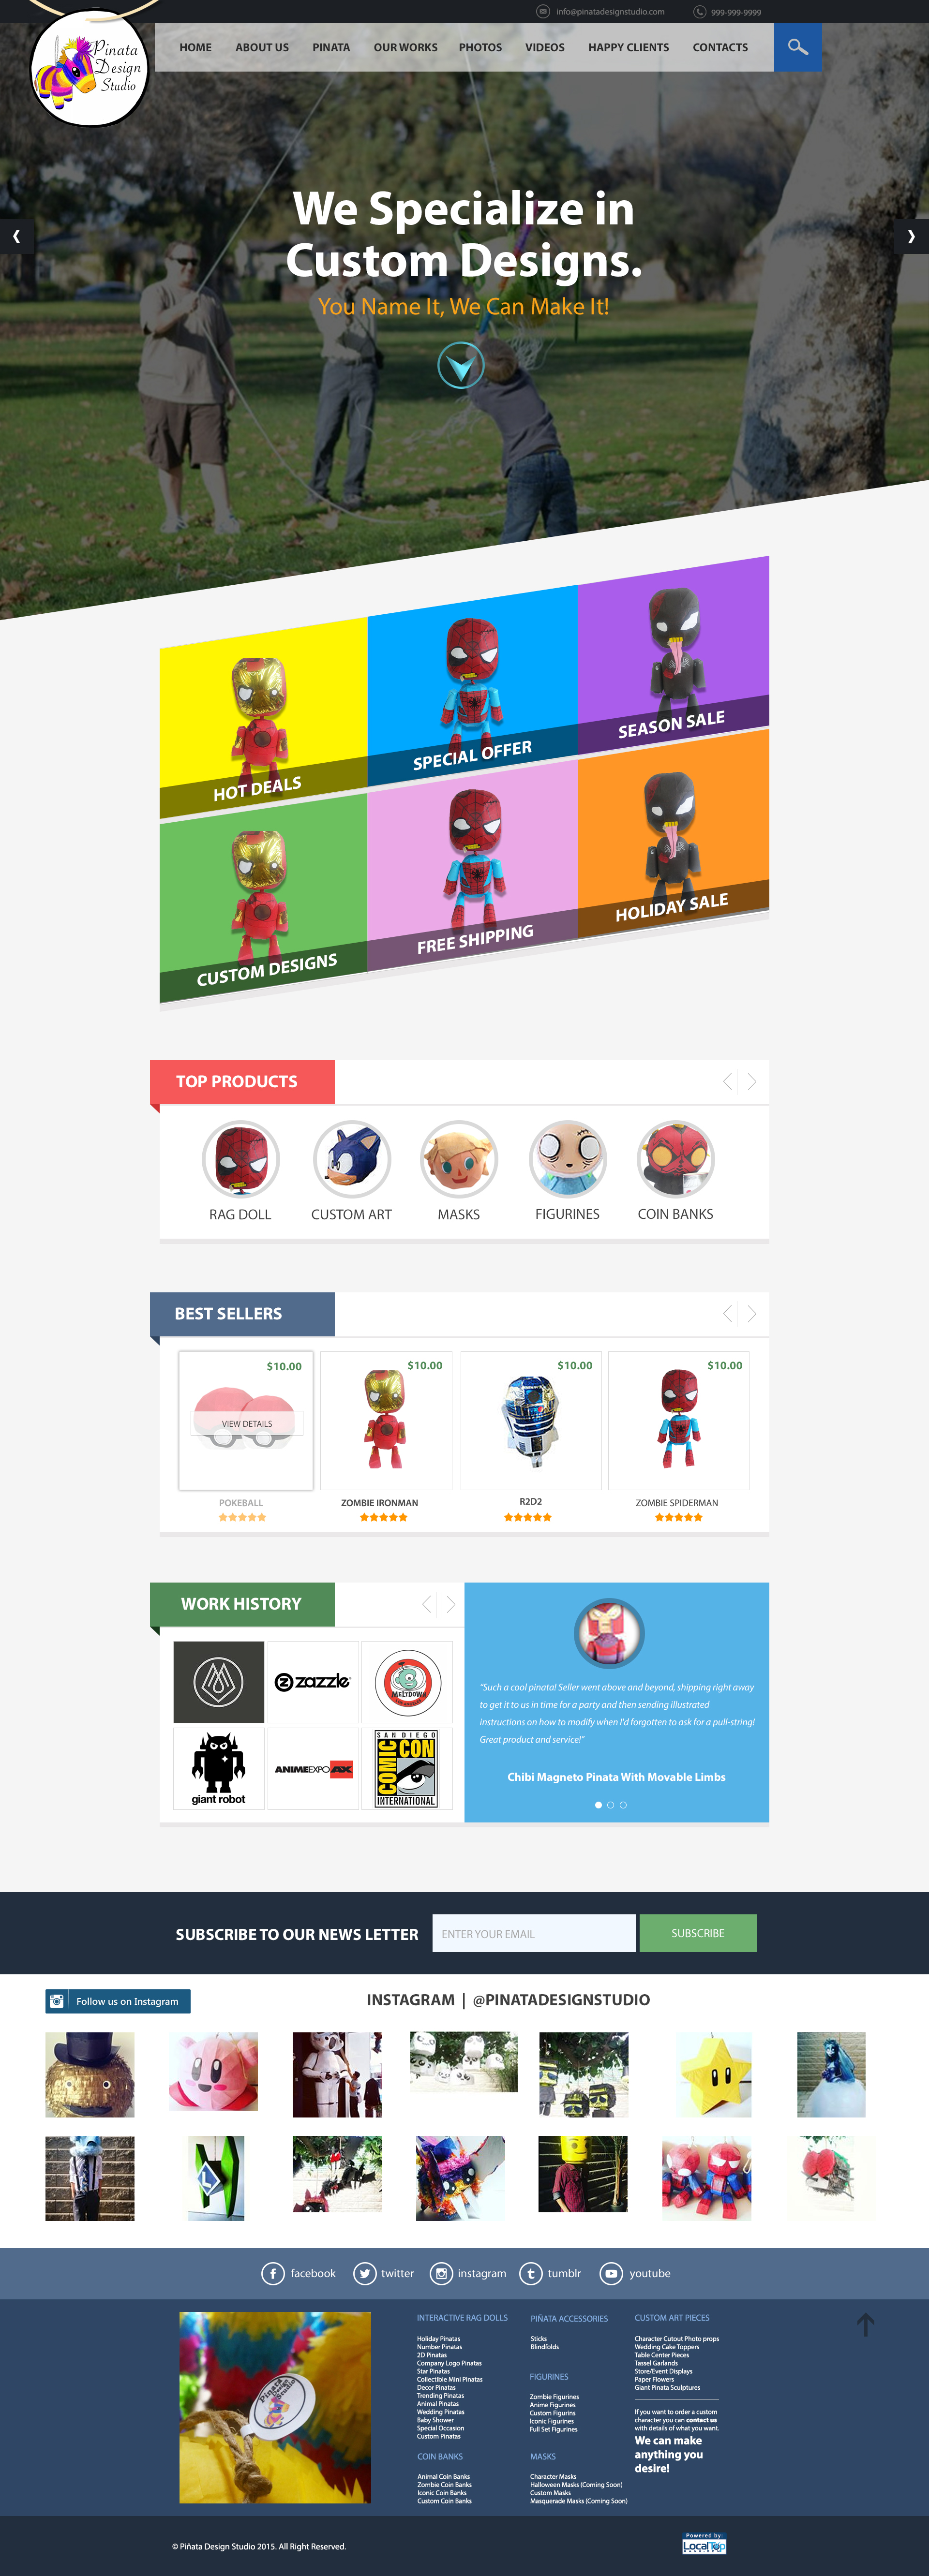 info@pinatadesignstudio.com
999-999-9999
Pinata
Design
Studio
HOME ABOUT US PINATA OUR WORKS PHOTOS VIDEOS HAPPY CLIENTS CONTACTS
We Specialize in
Custom Designs.
You Name It, We Can Make It!
HOT DEALS
SPECIAL OFFER
SEASON SALE
CUSTOM DESIGNS
FREE SHIPPING
HOLIDAY SALE
TOP PRODUCTS
RAG DOLL
CUSTOM ART
MASKS
FIGURINES
COIN BANKS
BEST SELLERS
$10.00
VIEW DETAILS
POKEBALL
$10.00
ZOMBIE IRONMAN
$10.00
R2D2
$10.00
ZOMBIE SPIDERMAN
WORK HISTORY
zazzle
MELTDOWN
giant robot
ANIMEEXPO AX
SAN DIEGO
COMIC CON
INTERNATIONAL
"Such a cool pinata! Seller went above and beyond, shipping right away
to get it to us in time for a party and then sending illustrated
instructions on how to modify when I'd forgotten to ask for a pull-string!
Great product and service!"
Chibi Magneto Pinata With Movable Limbs
SUBSCRIBE TO OUR NEWS LETTER
ENTER YOUR EMAIL
SUBSCRIBE
Follow us on Instagram
INSTAGRAM | @PINATADESIGNSTUDIO
L
facebook
twitter
instagram
tumblr
youtube
INTERACTIVE RAG DOLLS
Holiday Pinatas
Number Pinatas
2D Pinatas
Company Logo Pinatas
Star Pinatas
Collectible Mini Pinatas
Decor Pinatas
Trending Pinatas
Animal Pinatas
Wedding Pinatas
Baby Shower
Special Occasion
Custom Pinatas
COIN BANKS
Animal Coin Banks
Zombie Coin Banks
Iconic Coin Banks
Custom Coin Banks
PIÑATA ACCESSORIES
Sticks
Blindfolds
FIGURINES
Zombie Figurines
Anime Figurines
Custom Figurins
Iconic Figurines
Full Set Figurines
MASKS
Character Masks
Halloween Masks (Coming Soon)
Custom Masks
Masquerade Masks (Coming Soon)
CUSTOM ART PIECES
Character Cutout Photo props
Wedding Cake Toppers
Table Center Pieces
Tassel Garlands
Store/Event Displays
Paper Flowers
Giant Pinata Sculptures
If you want to order a custom
character you can contact us
with details of what you want.
We can make
anything you
desire!
© Piñata Design Studio 2015. All Right Reserved.
Powered by:
LocalTop